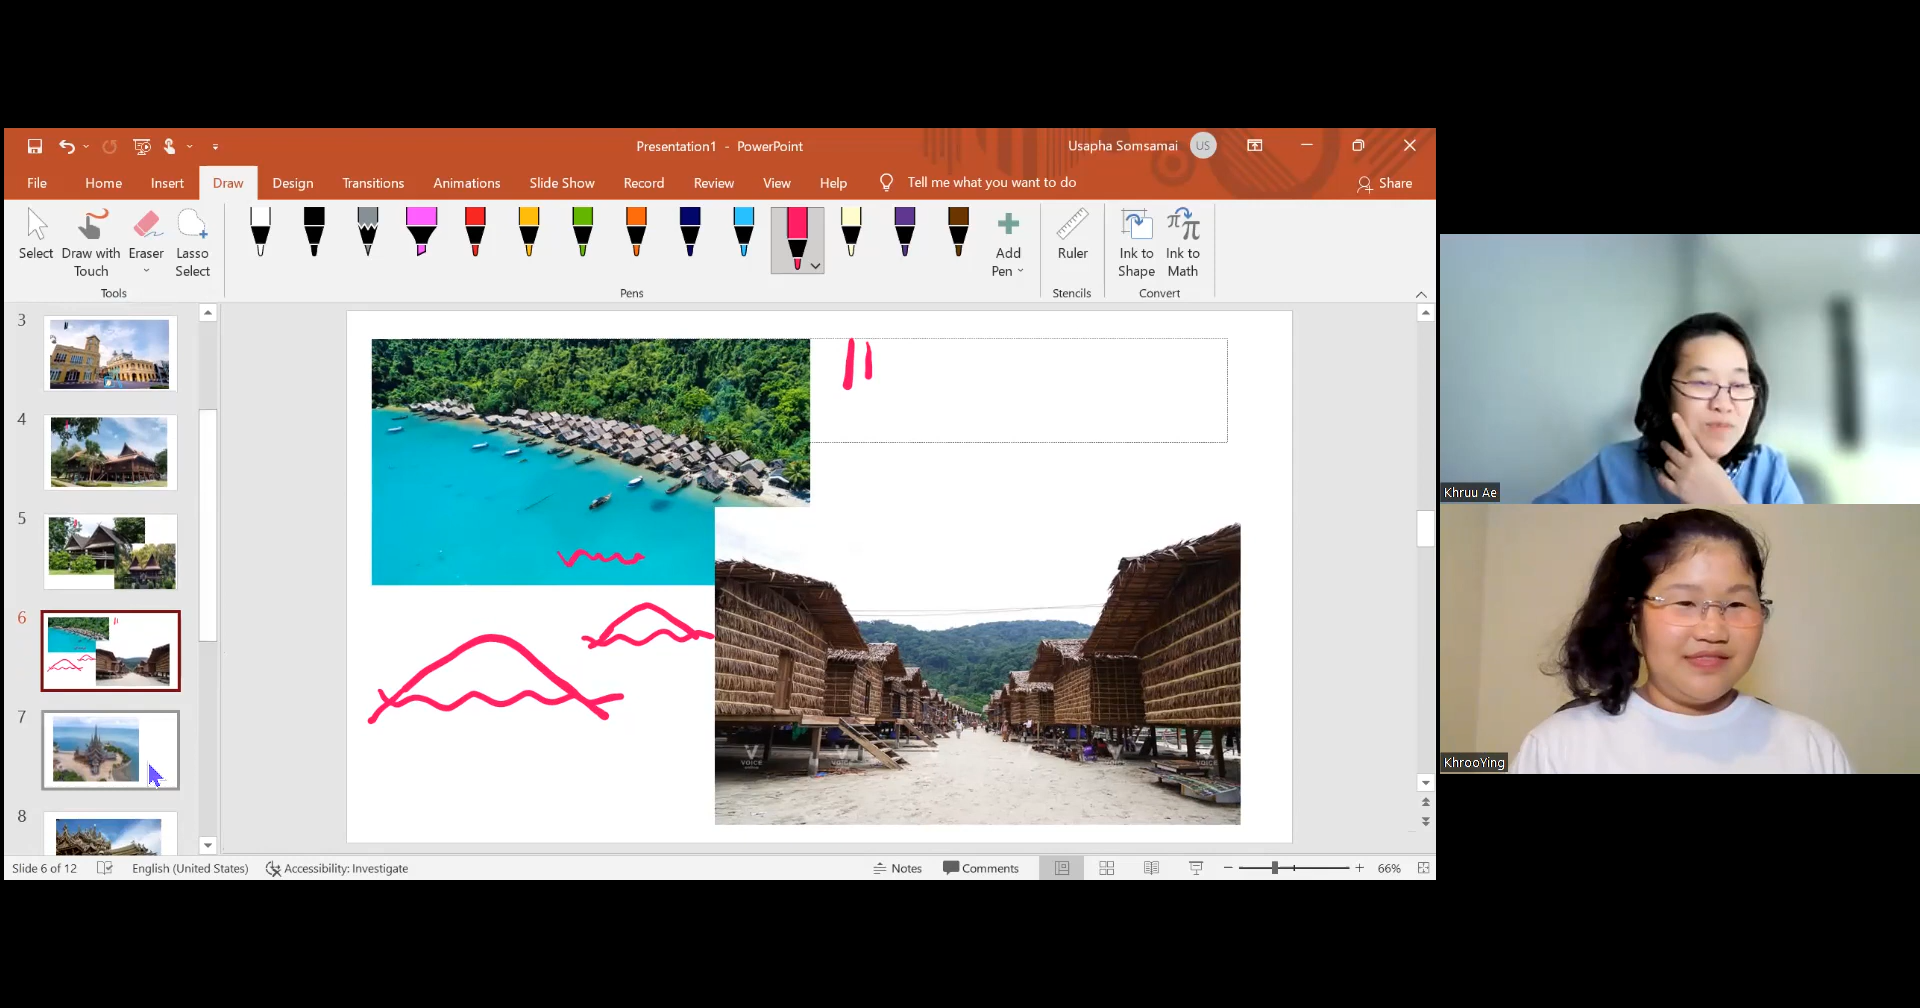 Presentation1 - PowerPoint
Usapha Somsamai
US
File
Home
Insert
Draw
Design
Transitions
Animations
Slide Show
Record
Review
View
Help
Tell me what you want to do
Share
Select
Draw with
Touch
Eraser
Lasso
Select
Add
Pen
Ruler
Ink to
Shape
Ink to
Math
Tools
Pens
Stencils
Convert
3
4
5
6
7
8
VOICE
VOICE
VOICE
Khruu Ae
KhrooYing
Slide 6 of 12
English (United States)
Accessibility: Investigate
Notes
Comments
66%